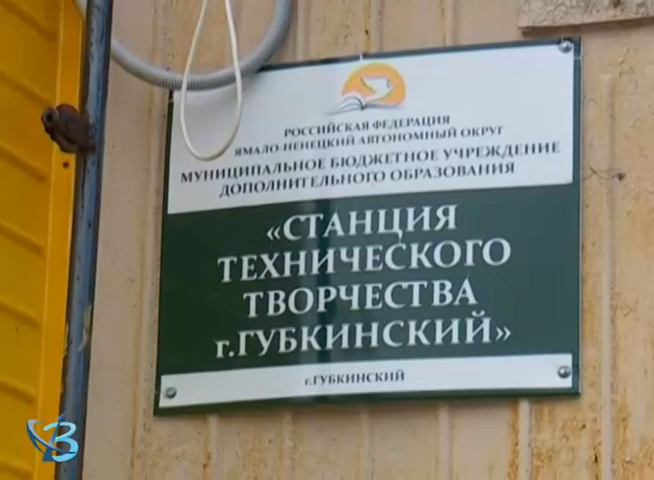 РОССИЙСКАЯ ФЕДЕРАЦИЯ
ЯМАЛО-НЕНЕЦКИЙ АВТОНОМНЫЙ ОКРУГ
МУНИЦИПАЛЬНОЕ БЮДЖЕТНОЕ УЧРЕЖДЕНИЕ
ДОПОЛНИТЕЛЬНОГО ОБРАЗОВАНИЯ
«СТАНЦИЯ
ТЕХНИЧЕСКОГО
ТВОРЧЕСТВА
г.ГУБКИНСКИЙ»
г.ГУБКИНСКИЙ
В